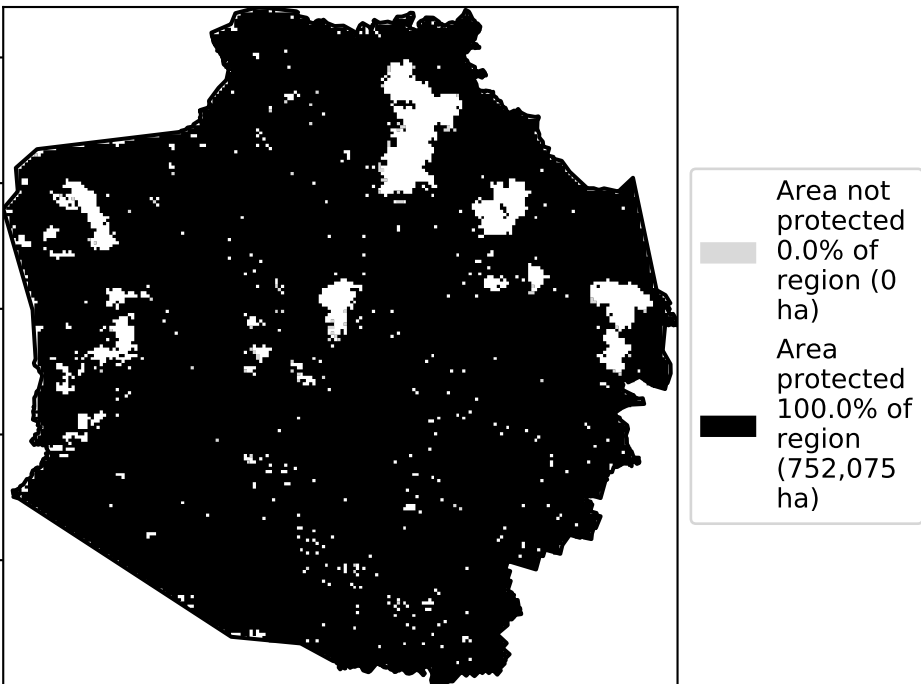 Area not
protected
0.0% of
region (0
ha)
Area
protected
100.0% of
region
(752,075
ha)